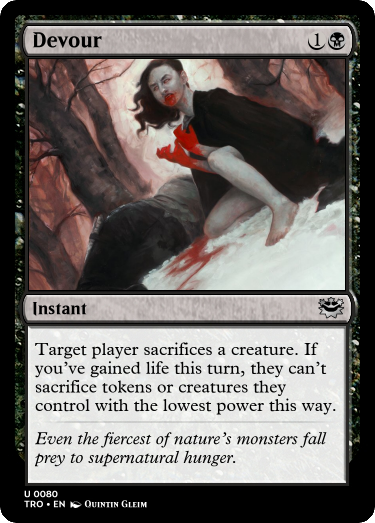 Devour 1
Instant
Target player sacrifices a creature. If
you've gained life this turn, they can't
sacrifice tokens or creatures they
control with the lowest power this way.
Even the fiercest of nature's monsters fall
prey to supernatural hunger.
U 0080
TRO • EN Quintin Gleim